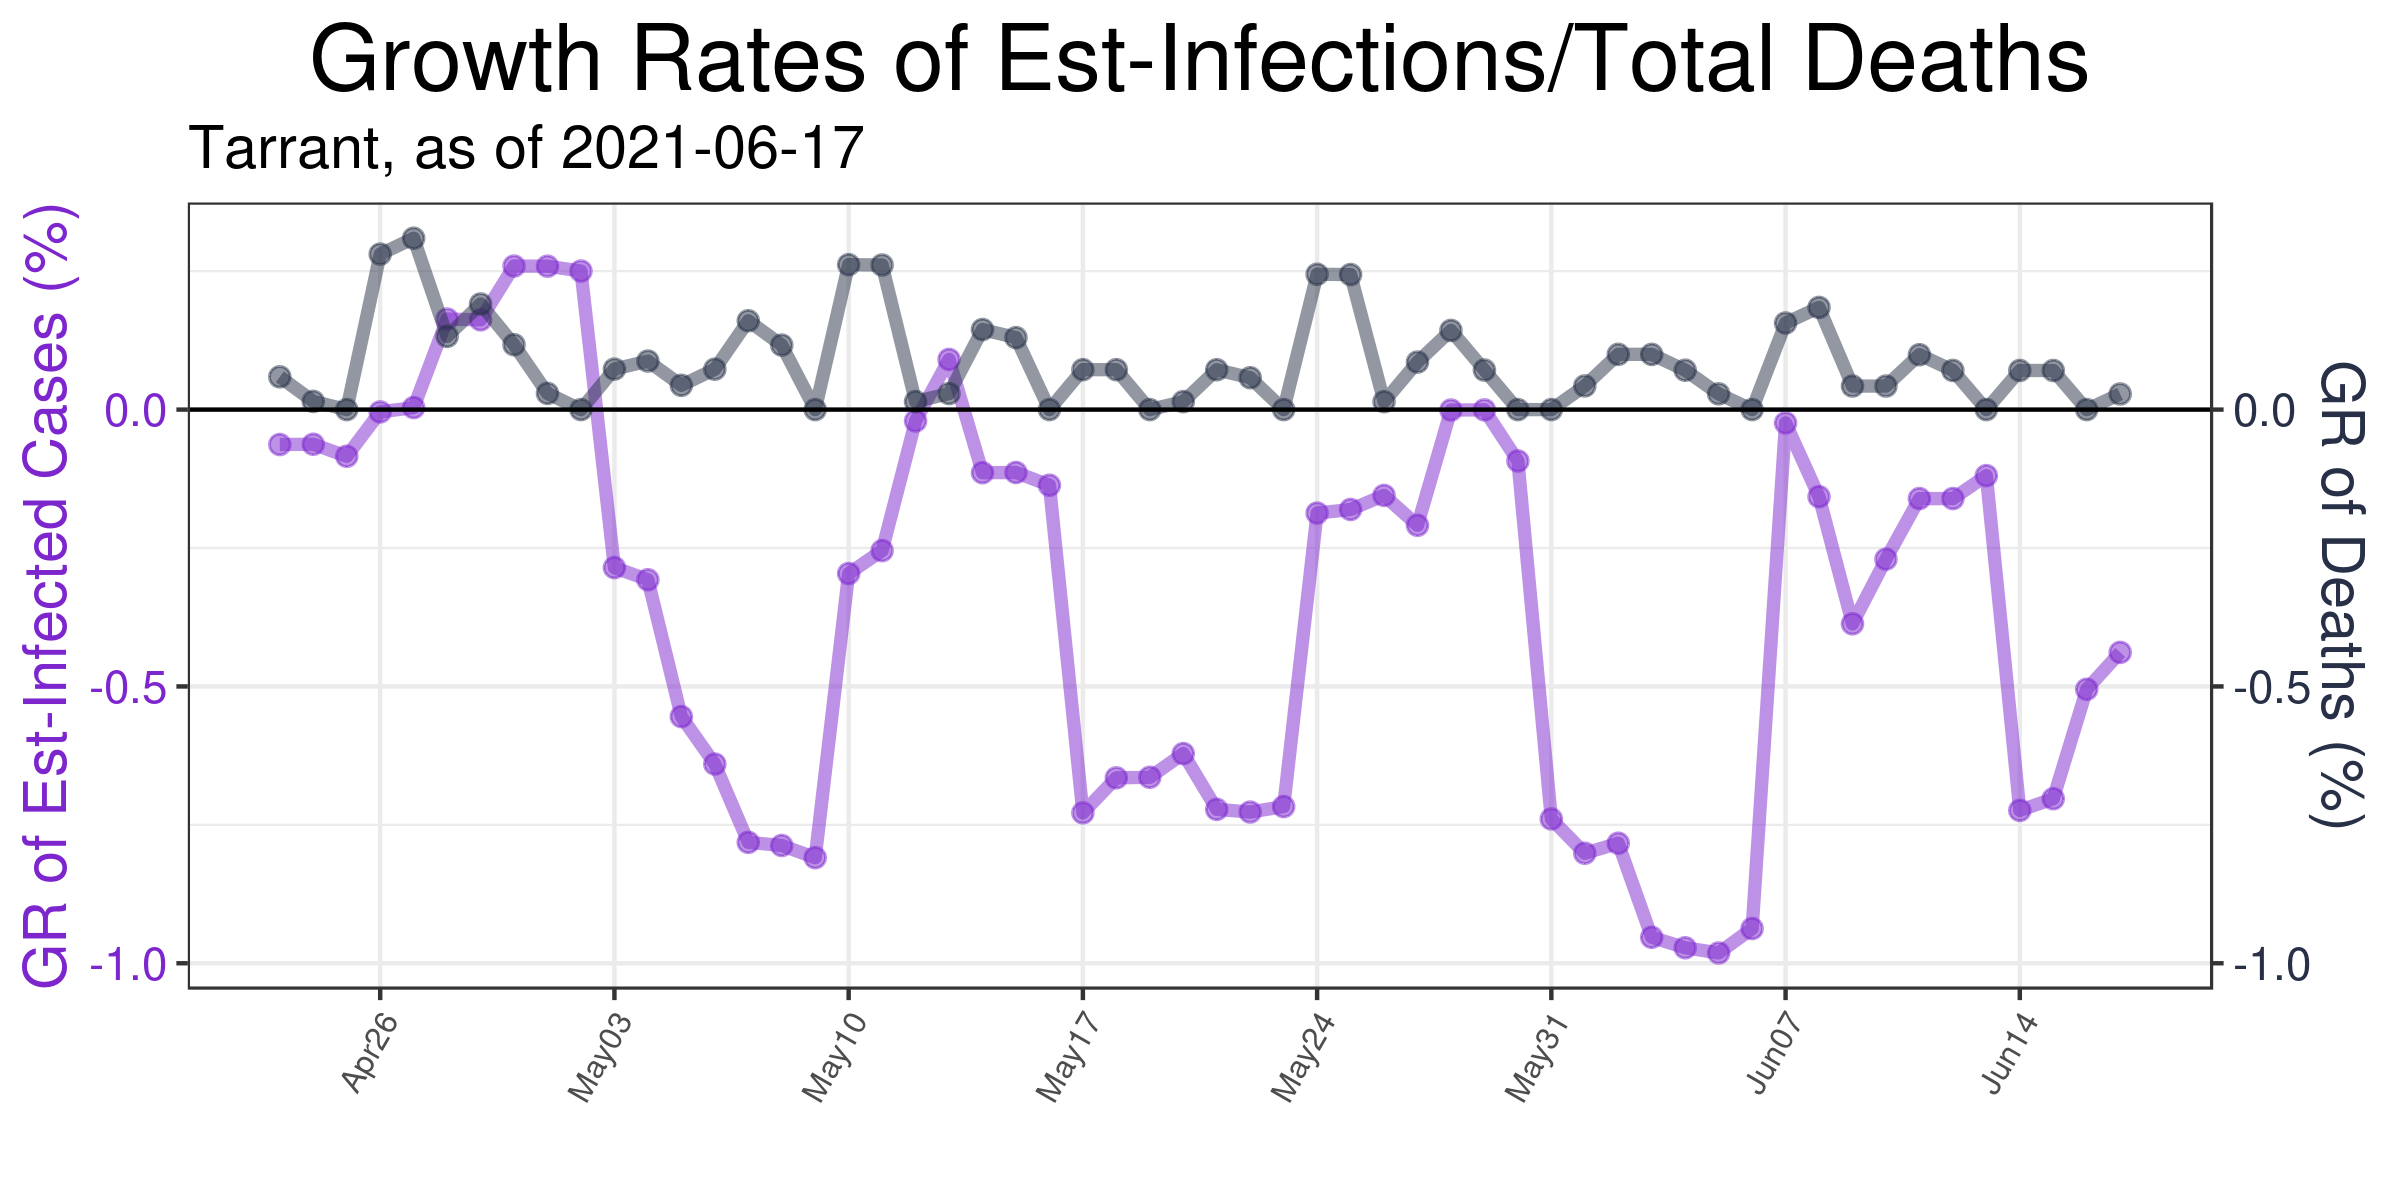 Growth Rates of Est-Infections/Total Deaths
Tarrant, as of 2021-06-17
GR of Est-Infected Cases (%)
0.0
-0.5
-1.0
0.0
-0.5
-1.0
GR of Deaths (%)
Apr26
May03
May10
May17
May24
May31
Jun07
Jun14